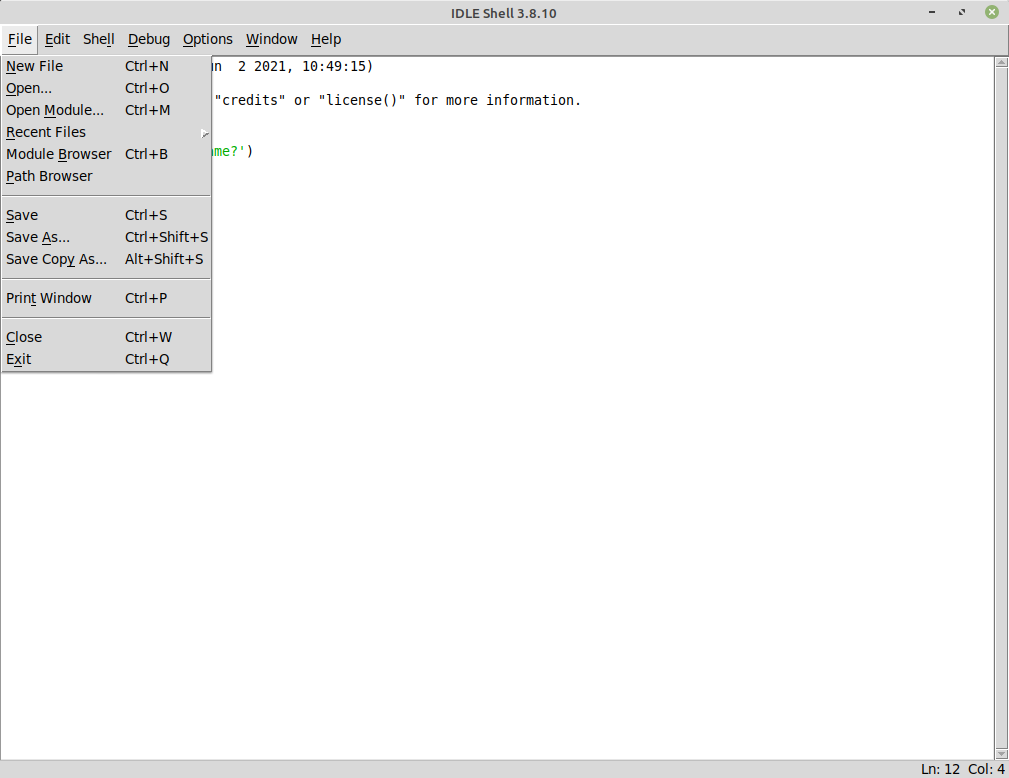 IDLE Shell 3.8.10
File Edit Shell Debug Options Window Help
New File Ctrl+N
Open... Ctrl+O
Open Module... Ctrl+M
Recent Files
Module Browser Ctrl+B
Path Browser
Save Ctrl+S
Save As... Ctrl+Shift+S
Save Copy As... Alt+Shift+S
Print Window Ctrl+P
Close Ctrl+W
Exit Ctrl+Q
2 2021, 10:49:15)
"credits" or "license()" for more information.
me?')
Ln: 12 Col: 4